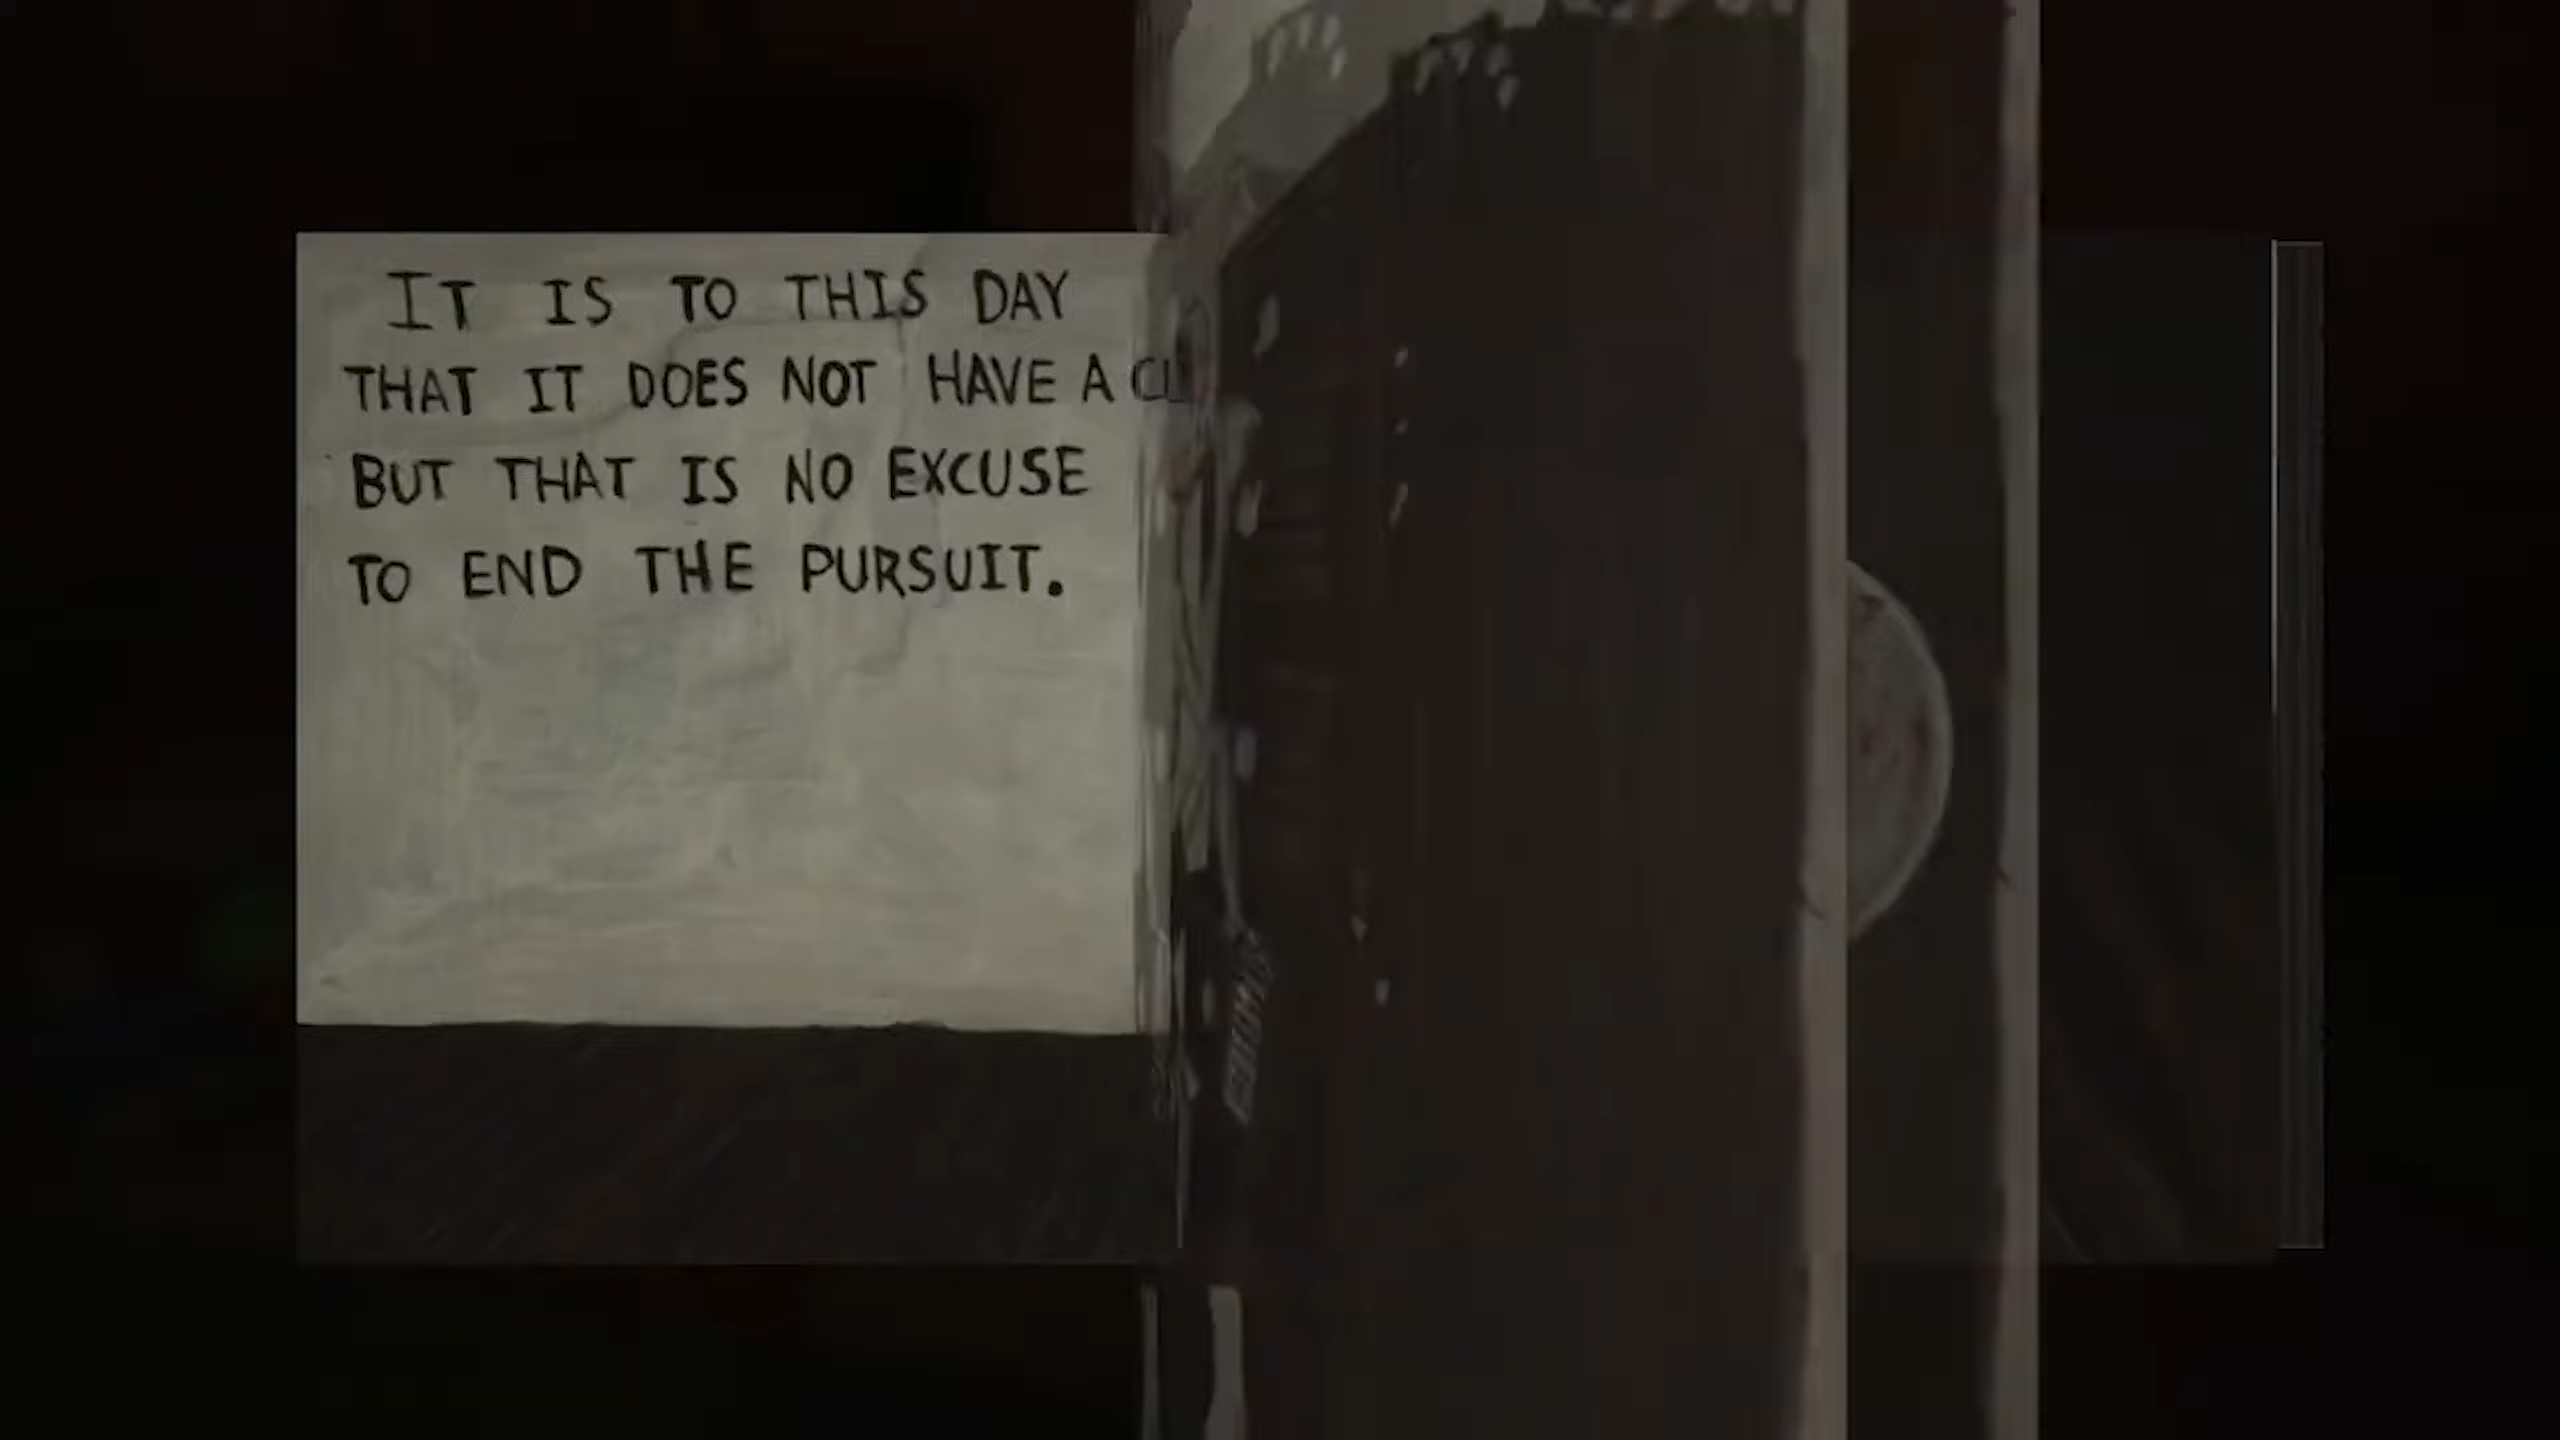 IT IS TO THIS DAY
THAT IT DOES NOT HAVE A
BUT THAT IS NO EXCUSE
TO END THE PURSUIT.